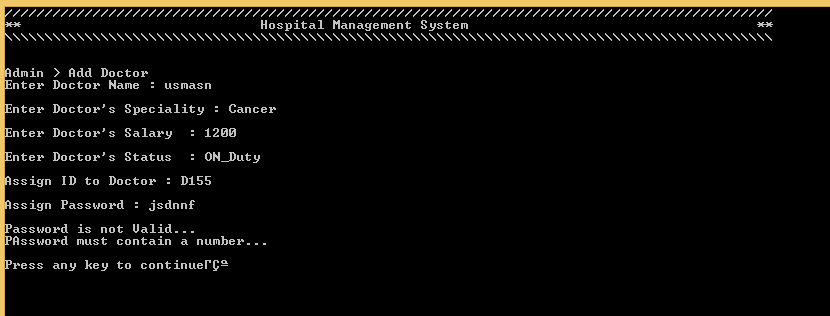 ////////////////////////////////////////////////////////////////////////////////////////////////
** Hospital Management System **
\\\\\\\\\\\\\\\\\\\\\\\\\\\\\\\\\\\\\\\\\\\\\\\\\\\\\\\\\\\\\\\\\\\\\\\\\\\\\\\\\\\\\\\\\\\\\\\\
Admin > Add Doctor
Enter Doctor Name : usmasn
Enter Doctor's Speciality : Cancer
Enter Doctor's Salary  : 1200
Enter Doctor's Status  : ON_Duty
Assign ID to Doctor : D155
Assign Password : jsdnnf
Password is not Valid...
PAssword must contain a number...
Press any key to continueΓÇª